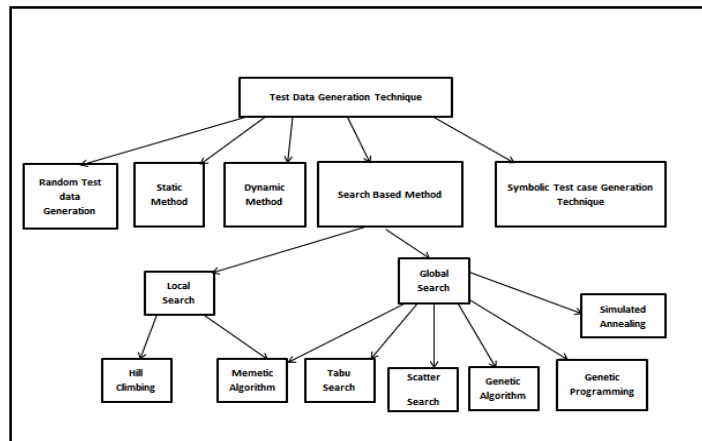 Test Data Generation Technique
Random Test
data
Generation
Static
Method
Dynamic
Method
Search Based Method
Symbolic Test case Generation
Technique
Local
Search
Global
Search
Simulated
Annealing
Hill
Climbing
Memetic
Algorithm
Tabu
Search
Scatter
Search
Genetic
Algorithm
Genetic
Programming